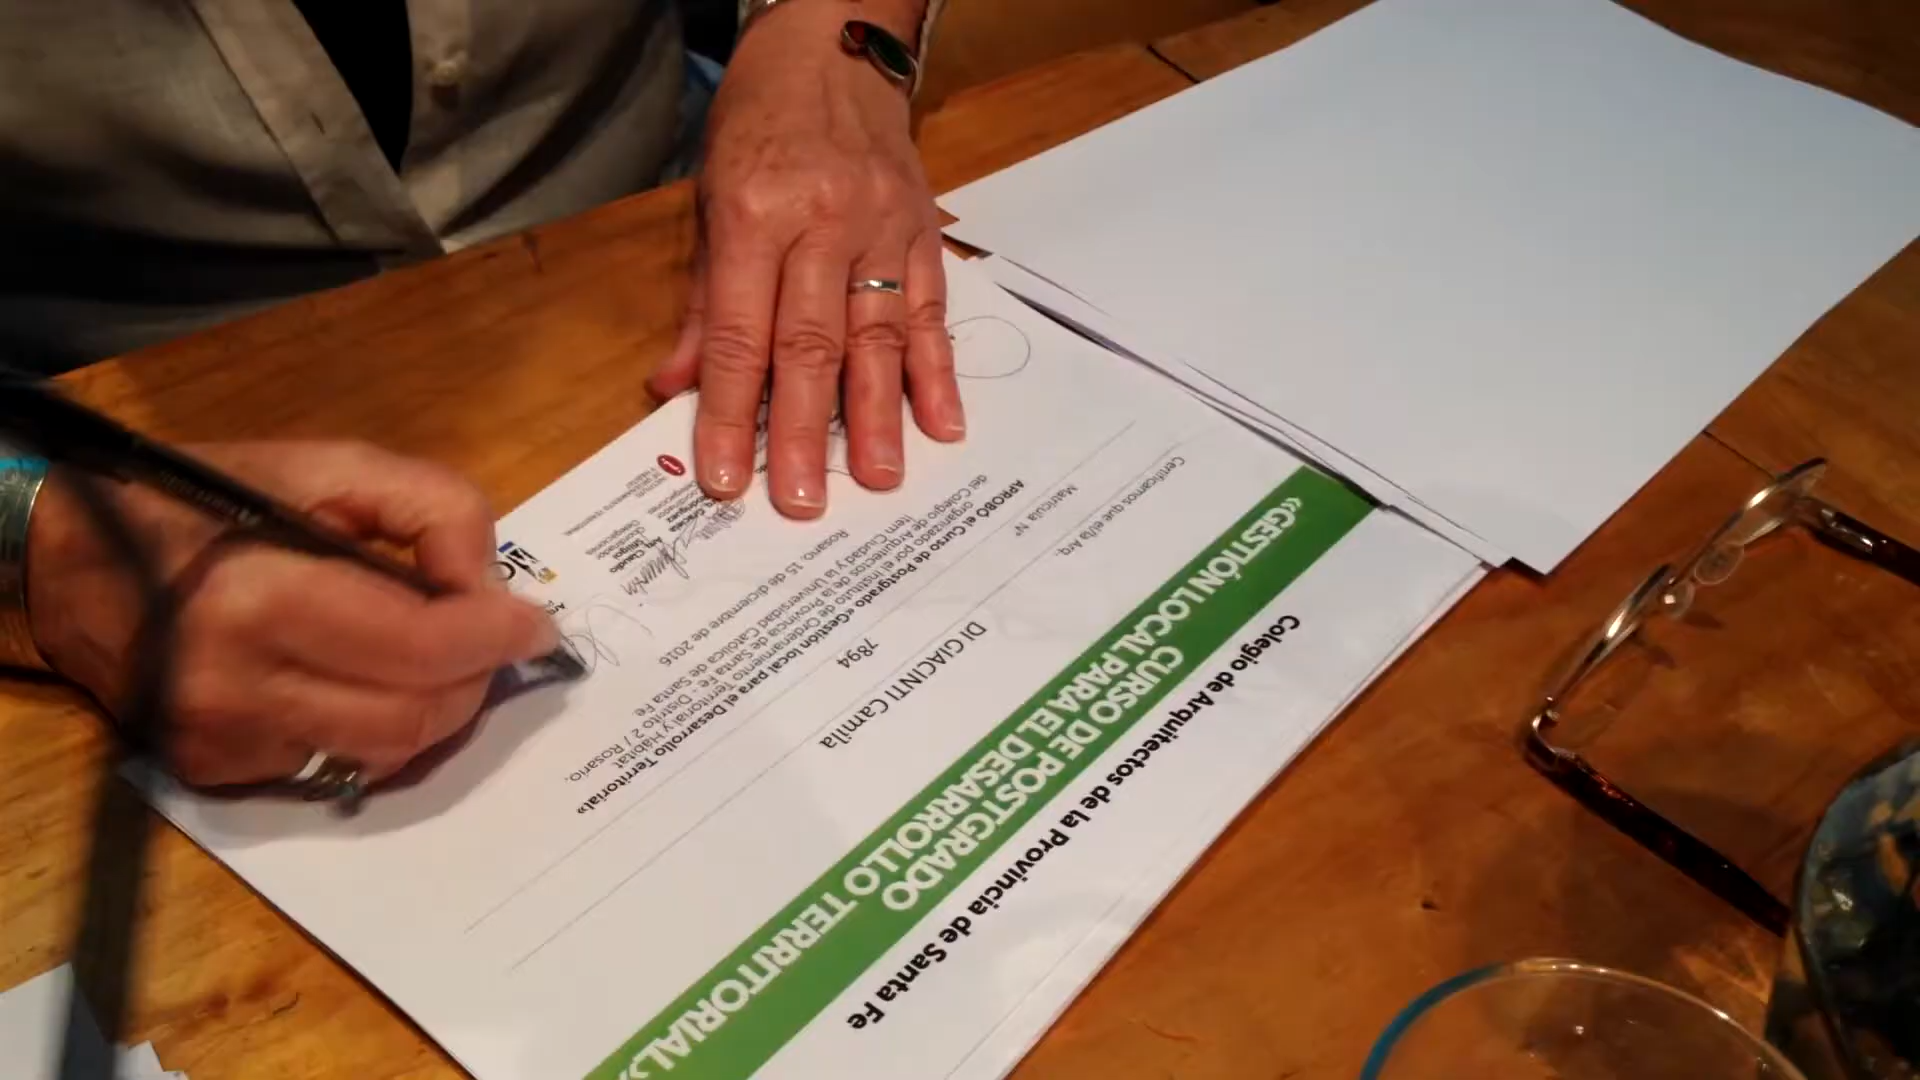 Colegio de Arquitectos de la Provincia de Santa Fe
CURSO DE POSTGRADO
«GESTIÓN LOCAL PARA EL DESARROLLO TERRITORIAL»
Certificamos que el/la Arq.
DI GIACINTI Camila
Matrícula N°
7894
APROBÓ el Curso de Postgrado «Gestión local para el Desarrollo Territorial»
organizado por el Instituto de Ordenamiento Territorial y Hábitat
del Colegio de Arquitectos de la Provincia de Santa Fe - Distrito 2 / Rosario,
Ciudad y la Universidad Católica de Santa Fe
Rosario, 15 de diciembre de 2016
Arq. Claudio